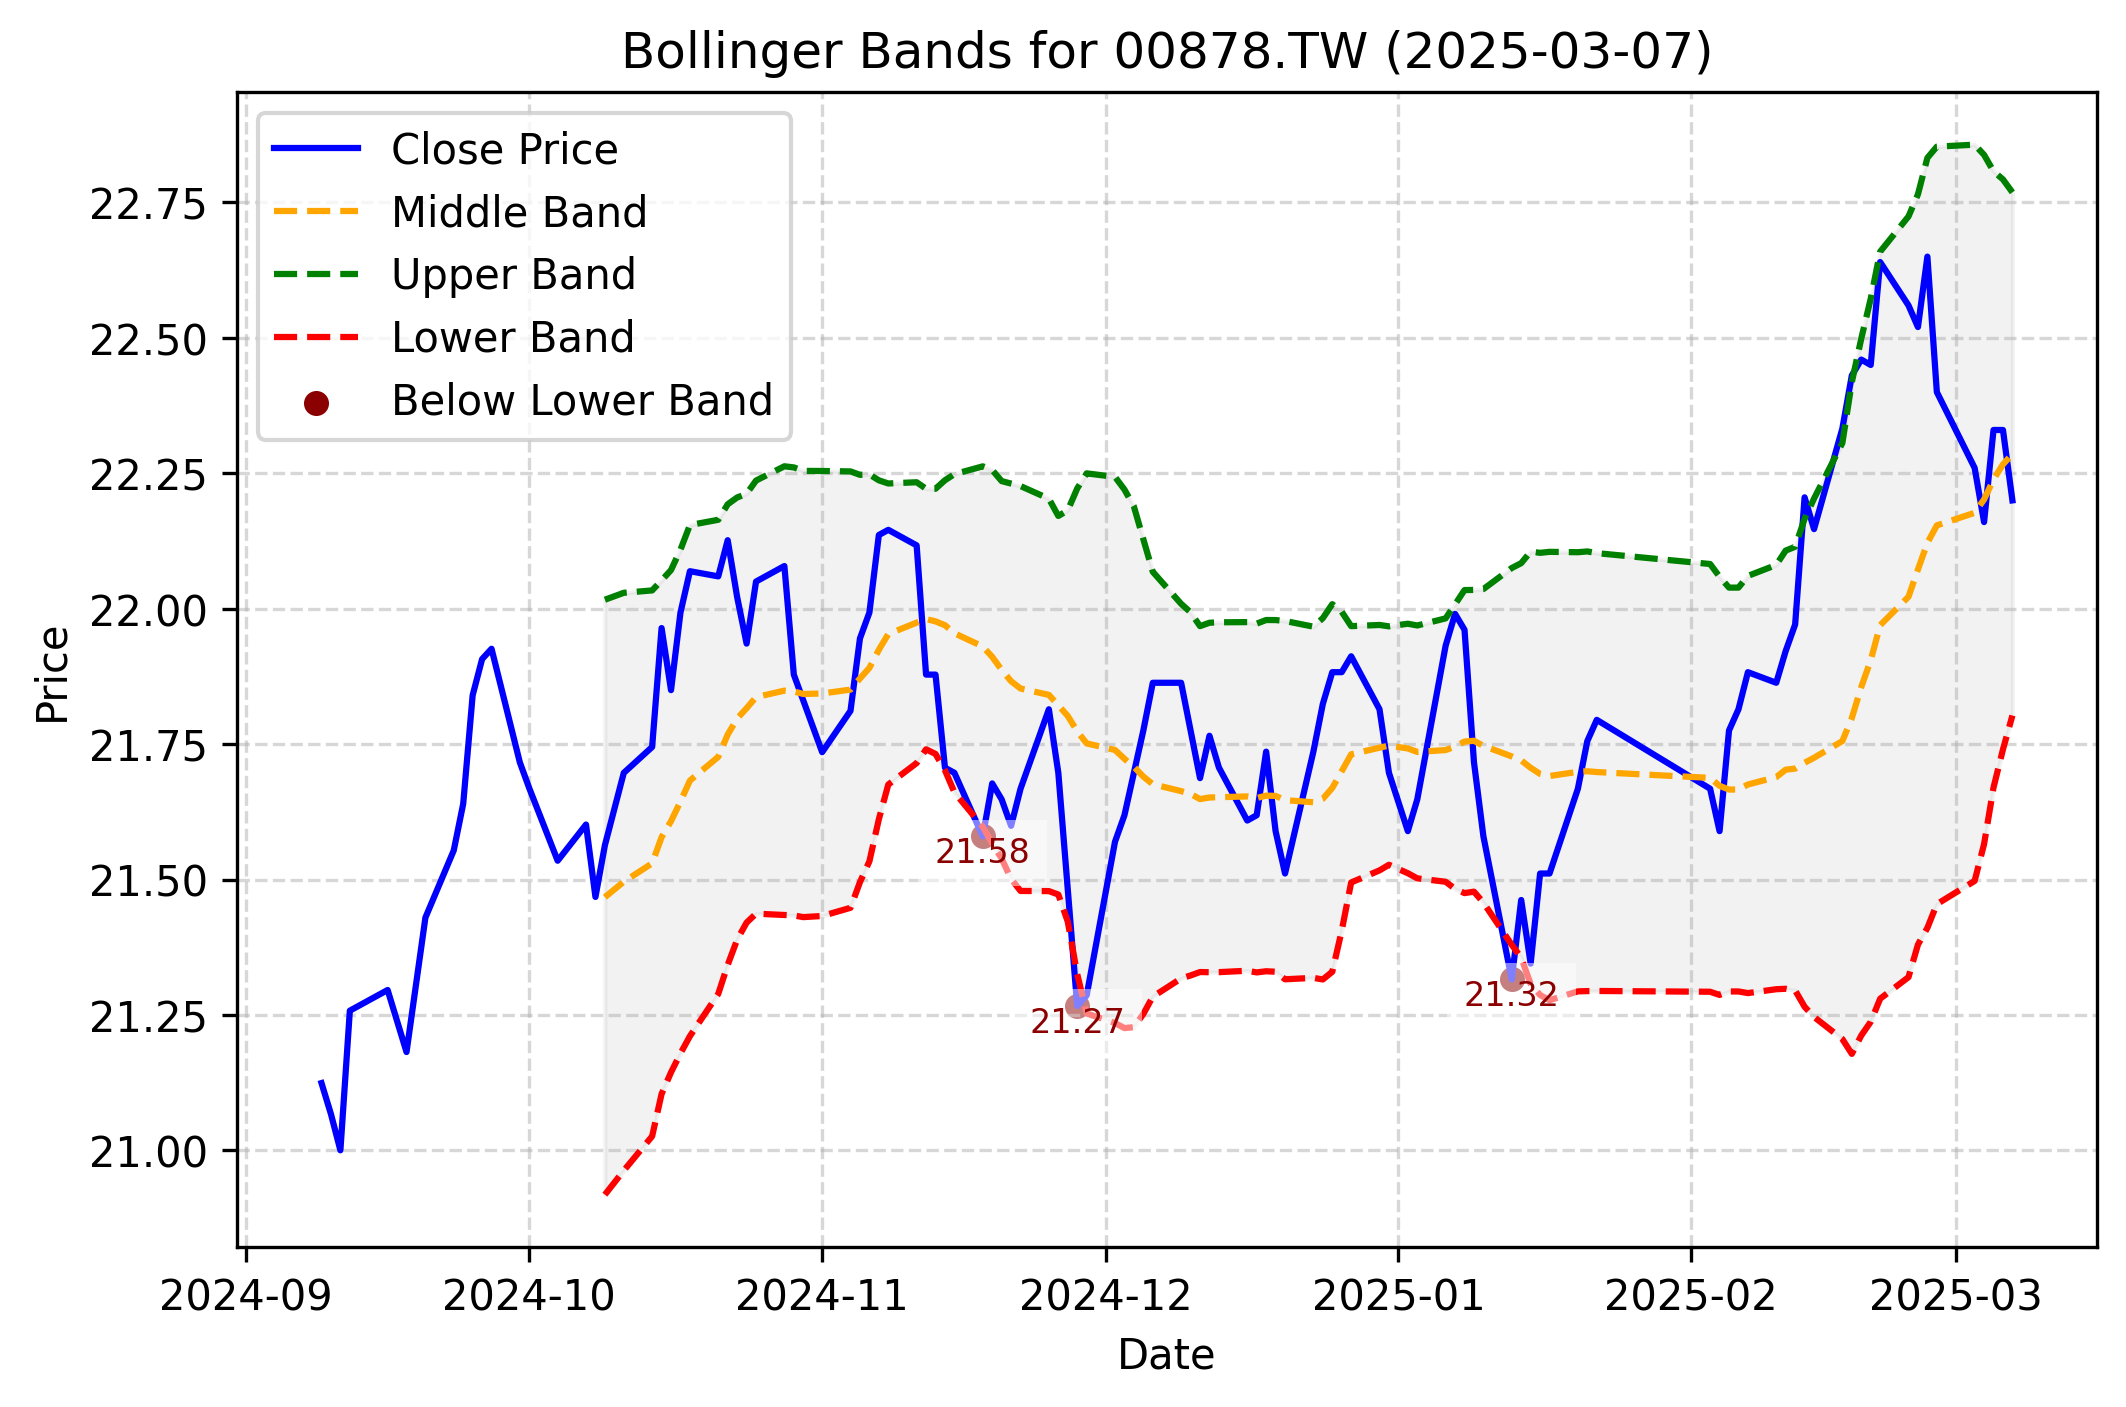 Bollinger Bands for 00878.TW (2025-03-07)
Close Price
Middle Band
Upper Band
Lower Band
Below Lower Band
Price
22.75
22.50
22.25
22.00
21.75
21.50
21.25
21.00
21.58
21.27
21.32
2024-09
2024-10
2024-11
2024-12
2025-01
2025-02
2025-03
Date